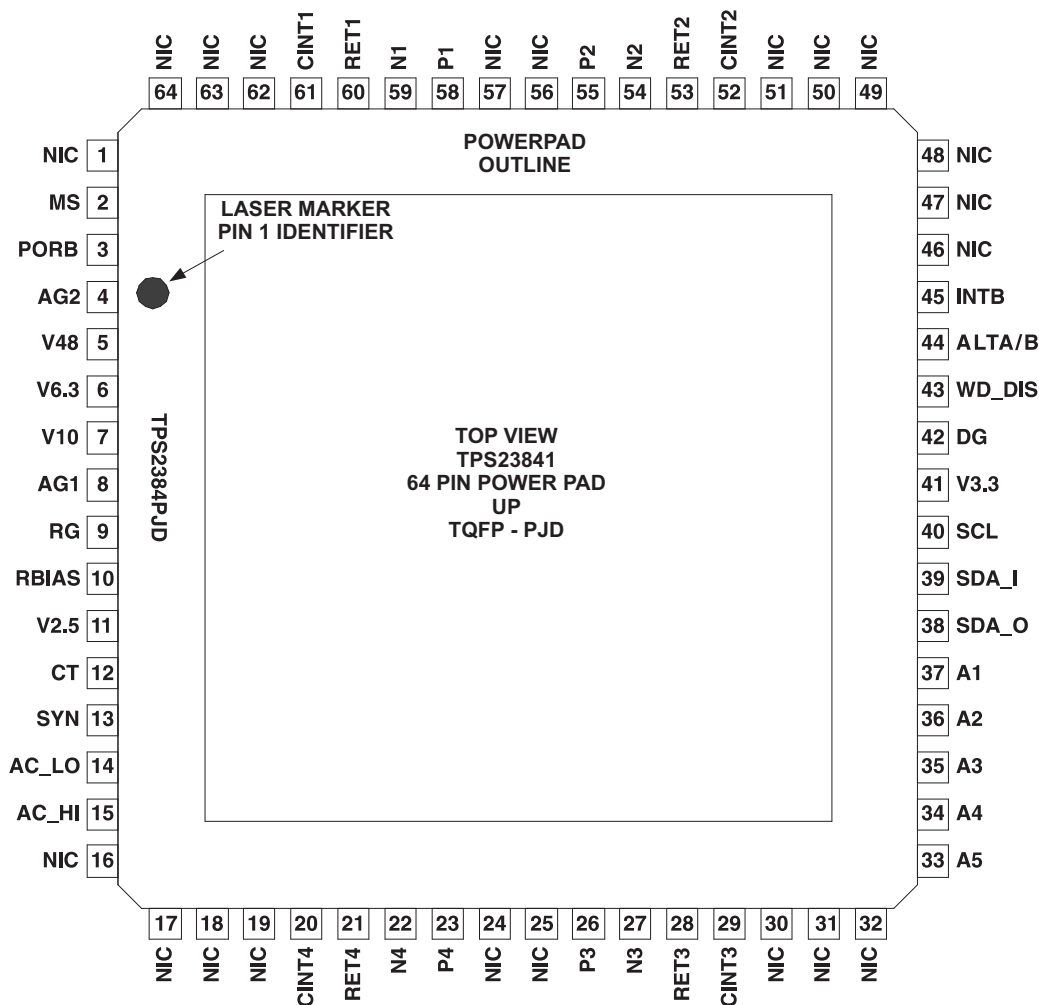 NIC
NIC
NIC
CINT1
RET1
N1
P1
NIC
NIC
P2
N2
RET2
CINT2
NIC
NIC
NIC
64 63 62 61 60 59 58 57 56 55 54 53 52 51 50 49
POWERPAD
OUTLINE
LASER MARKER
PIN 1 IDENTIFIER
NIC 1
MS 2
PORB 3
AG2 4
V48 5
V6.3 6
V10 7
AG1 8
RG 9
RBIAS 10
V2.5 11
CT 12
SYN 13
AC_LO 14
AC_HI 15
NIC 16
TPS2384PJD
TOP VIEW
TPS23841
64 PIN POWER PAD
UP
TQFP - PJD
48 NIC
47 NIC
46 NIC
45 INTB
44 ALTA/B
43 WD_DIS
42 DG
41 V3.3
40 SCL
39 SDA_I
38 SDA_O
37 A1
36 A2
35 A3
34 A4
33 A5
17 18 19 20 21 22 23 24 25 26 27 28 29 30 31 32
NIC
NIC
NIC
CINT4
RET4
N4
P4
NIC
NIC
P3
N3
RET3
CINT3
NIC
NIC
NIC